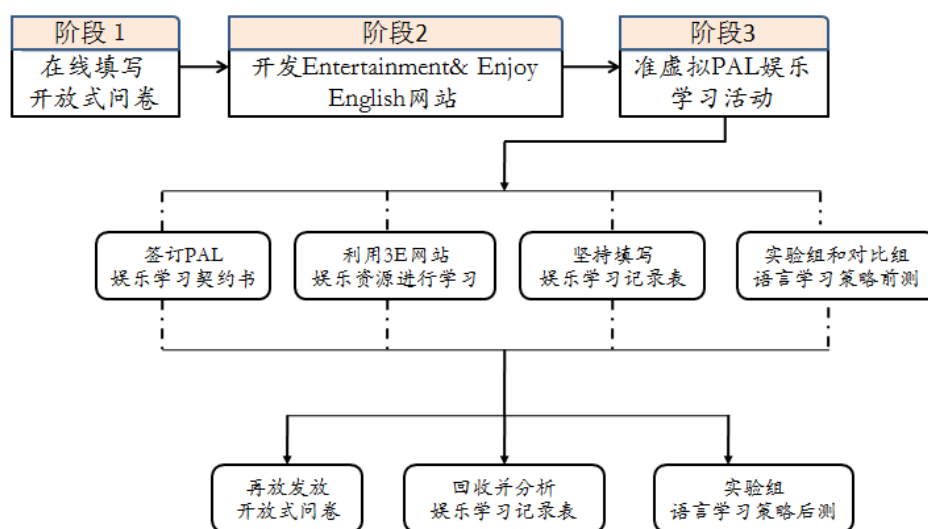 阶段 1
在线填写
开放式问卷
阶段2
开发Entertainment& Enjoy
English网站
阶段3
准虚拟PAL娱乐
学习活动
签订PAL
娱乐学习契约书
利用3E网站
娱乐资源进行学习
坚持填写
娱乐学习记录表
实验组和对比组
语言学习策略前测
再放发放
开放式问卷
回收并分析
娱乐学习记录表
实验组
语言学习策略后测